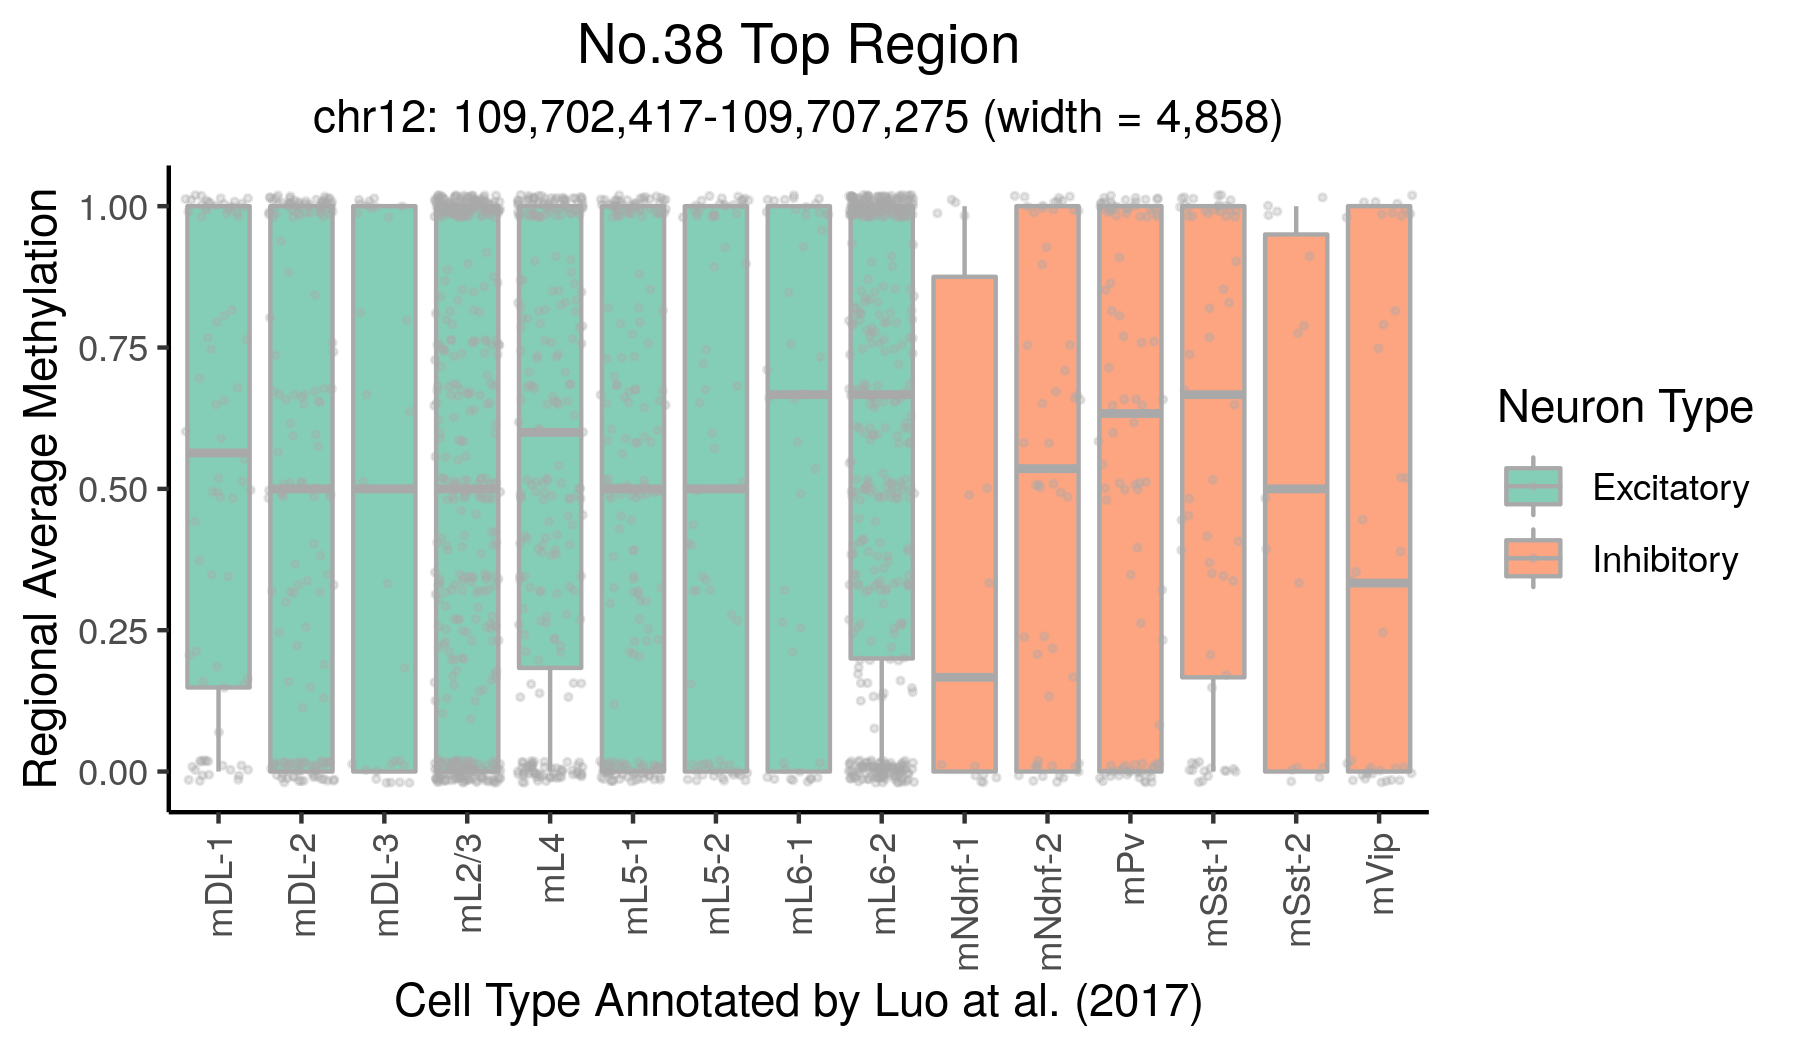 No.38 Top Region
chr12: 109,702,417-109,707,275 (width = 4,858)
Regional Average Methylation
1.00
0.75
0.50
0.25
0.00
mDL-1
mDL-2
mDL-3
mL2/3
mL4
mL5-1
mL5-2
mL6-1
mL6-2
mNdnf-1
mNdnf-2
mPv
mSst-1
mSst-2
mVip
Cell Type Annotated by Luo at al. (2017)
Neuron Type
Excitatory
Inhibitory